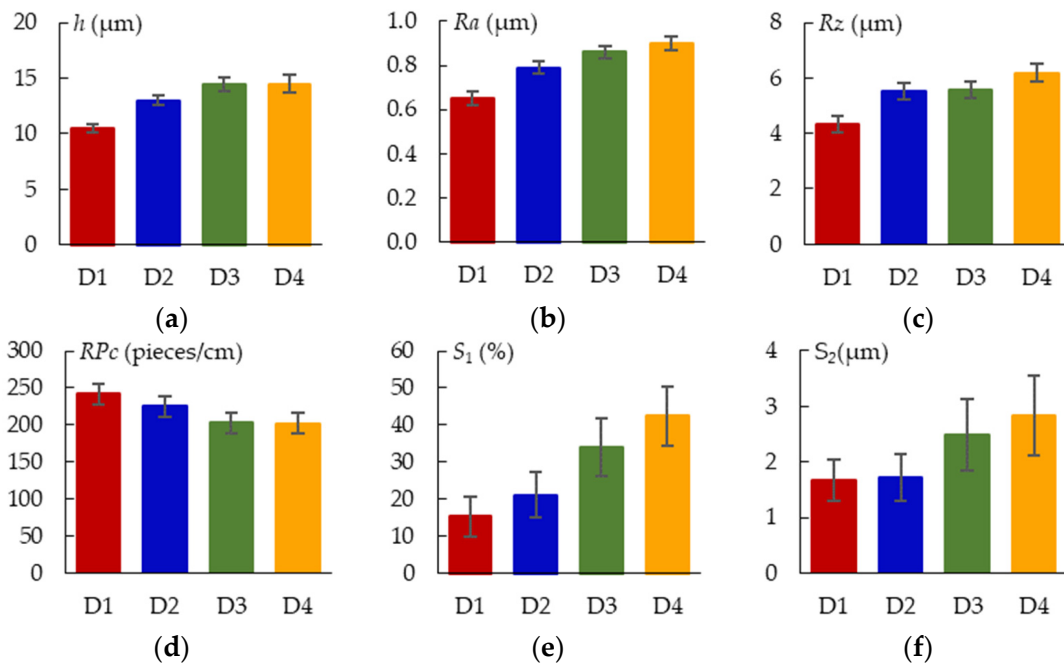 h (μm)
20
15
10
5
0
D1 D2 D3 D4
(a)
Ra (μm)
1.0
0.8
0.6
0.4
0.2
0.0
D1 D2 D3 D4
(b)
Rz (μm)
8
6
4
2
0
D1 D2 D3 D4
(c)
RPc (pieces/cm)
300
250
200
150
100
50
0
D1 D2 D3 D4
(d)
S₁ (%)
60
50
40
30
20
10
0
D1 D2 D3 D4
(e)
S₂(μm)
4
3
2
1
0
D1 D2 D3 D4
(f)